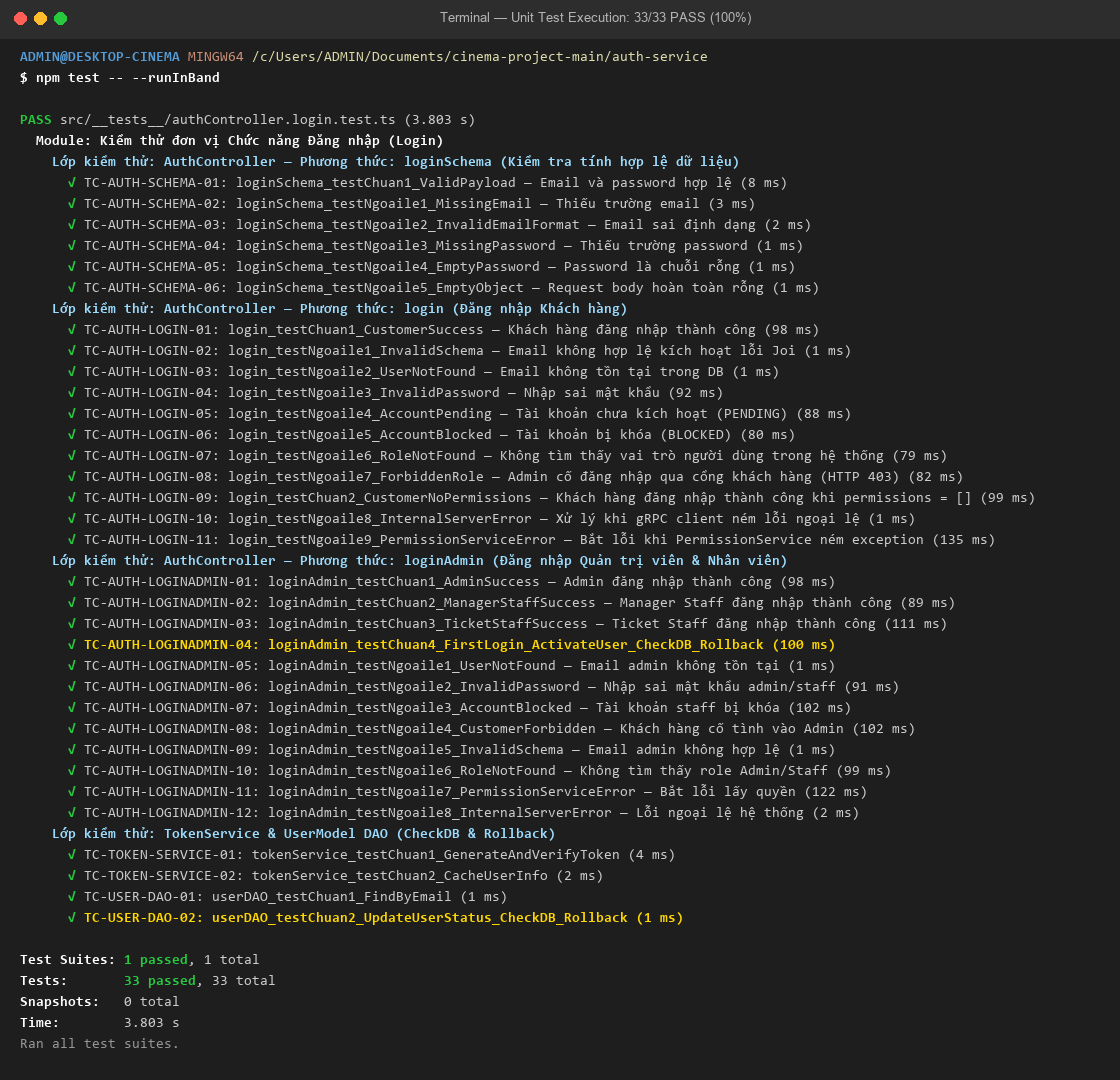 Terminal — Unit Test Execution: 33/33 PASS (100%)
ADMIN@DESKTOP-CINEMA MINGW64 /c/Users/ADMIN/Documents/cinema-project-main/auth-service
$ npm test -- --runInBand
PASS src/__tests__/authController.login.test.ts (3.803 s)
Module: Kiểm thử đơn vị Chức năng Đăng nhập (Login)
Lớp kiểm thử: AuthController — Phương thức: loginSchema (Kiểm tra tính hợp lệ dữ liệu)
√ TC-AUTH-SCHEMA-01: loginSchema_testChuan1_ValidPayload — Email và password hợp lệ (8 ms)
√ TC-AUTH-SCHEMA-02: loginSchema_testNgoaile1_MissingEmail — Thiếu trường email (3 ms)
√ TC-AUTH-SCHEMA-03: loginSchema_testNgoaile2_InvalidEmailFormat — Email sai định dạng (2 ms)
√ TC-AUTH-SCHEMA-04: loginSchema_testNgoaile3_MissingPassword — Thiếu trường password (1 ms)
√ TC-AUTH-SCHEMA-05: loginSchema_testNgoaile4_EmptyPassword — Password là chuỗi rỗng (1 ms)
√ TC-AUTH-SCHEMA-06: loginSchema_testNgoaile5_EmptyObject — Request body hoàn toàn rỗng (1 ms)
Lớp kiểm thử: AuthController — Phương thức: login (Đăng nhập Khách hàng)
√ TC-AUTH-LOGIN-01: login_testChuan1_CustomerSuccess — Khách hàng đăng nhập thành công (98 ms)
√ TC-AUTH-LOGIN-02: login_testNgoaile1_InvalidSchema — Email không hợp lệ kích hoạt lỗi Joi (1 ms)
√ TC-AUTH-LOGIN-03: login_testNgoaile2_UserNotFound — Email không tồn tại trong DB (1 ms)
√ TC-AUTH-LOGIN-04: login_testNgoaile3_InvalidPassword — Nhập sai mật khẩu (92 ms)
√ TC-AUTH-LOGIN-05: login_testNgoaile4_AccountPending — Tài khoản chưa kích hoạt (PENDING) (88 ms)
√ TC-AUTH-LOGIN-06: login_testNgoaile5_AccountBlocked — Tài khoản bị khóa (BLOCKED) (80 ms)
√ TC-AUTH-LOGIN-07: login_testNgoaile6_RoleNotFound — Không tìm thấy vai trò người dùng trong hệ thống (79 ms)
√ TC-AUTH-LOGIN-08: login_testNgoaile7_ForbiddenRole — Admin cố đăng nhập qua cổng khách hàng (HTTP 403) (82 ms)
√ TC-AUTH-LOGIN-09: login_testChuan2_CustomerNoPermissions — Khách hàng đăng nhập thành công khi permissions = [] (99 ms)
√ TC-AUTH-LOGIN-10: login_testNgoaile8_InternalServerError — Xử lý khi gRPC client ném lỗi ngoại lệ (1 ms)
√ TC-AUTH-LOGIN-11: login_testNgoaile9_PermissionServiceError — Bắt lỗi khi PermissionService ném exception (135 ms)
Lớp kiểm thử: AuthController — Phương thức: loginAdmin (Đăng nhập Quản trị viên & Nhân viên)
√ TC-AUTH-LOGINADMIN-01: loginAdmin_testChuan1_AdminSuccess — Admin đăng nhập thành công (98 ms)
√ TC-AUTH-LOGINADMIN-02: loginAdmin_testChuan2_ManagerStaffSuccess — Manager Staff đăng nhập thành công (89 ms)
√ TC-AUTH-LOGINADMIN-03: loginAdmin_testChuan3_TicketStaffSuccess — Ticket Staff đăng nhập thành công (111 ms)
√ TC-AUTH-LOGINADMIN-04: loginAdmin_testChuan4_FirstLogin_ActivateUser_CheckDB_Rollback (100 ms)
√ TC-AUTH-LOGINADMIN-05: loginAdmin_testNgoaile1_UserNotFound — Email admin không tồn tại (1 ms)
√ TC-AUTH-LOGINADMIN-06: loginAdmin_testNgoaile2_InvalidPassword — Nhập sai mật khẩu admin/staff (91 ms)
√ TC-AUTH-LOGINADMIN-07: loginAdmin_testNgoaile3_AccountBlocked — Tài khoản staff bị khóa (102 ms)
√ TC-AUTH-LOGINADMIN-08: loginAdmin_testNgoaile4_CustomerForbidden — Khách hàng cố tình vào Admin (102 ms)
√ TC-AUTH-LOGINADMIN-09: loginAdmin_testNgoaile5_InvalidSchema — Email admin không hợp lệ (1 ms)
√ TC-AUTH-LOGINADMIN-10: loginAdmin_testNgoaile6_RoleNotFound — Không tìm thấy role Admin/Staff (99 ms)
√ TC-AUTH-LOGINADMIN-11: loginAdmin_testNgoaile7_PermissionServiceError — Bắt lỗi lấy quyền (122 ms)
√ TC-AUTH-LOGINADMIN-12: loginAdmin_testNgoaile8_InternalServerError — Lỗi ngoại lệ hệ thống (2 ms)
Lớp kiểm thử: TokenService & UserModel DAO (CheckDB & Rollback)
√ TC-TOKEN-SERVICE-01: tokenService_testChuan1_GenerateAndVerifyToken (4 ms)
√ TC-TOKEN-SERVICE-02: tokenService_testChuan2_CacheUserInfo (2 ms)
√ TC-USER-DAO-01: userDAO_testChuan1_FindByEmail (1 ms)
√ TC-USER-DAO-02: userDAO_testChuan2_UpdateUserStatus_CheckDB_Rollback (1 ms)
Test Suites: 1 passed, 1 total
Tests: 33 passed, 33 total
Snapshots: 0 total
Time: 3.803 s
Ran all test suites.